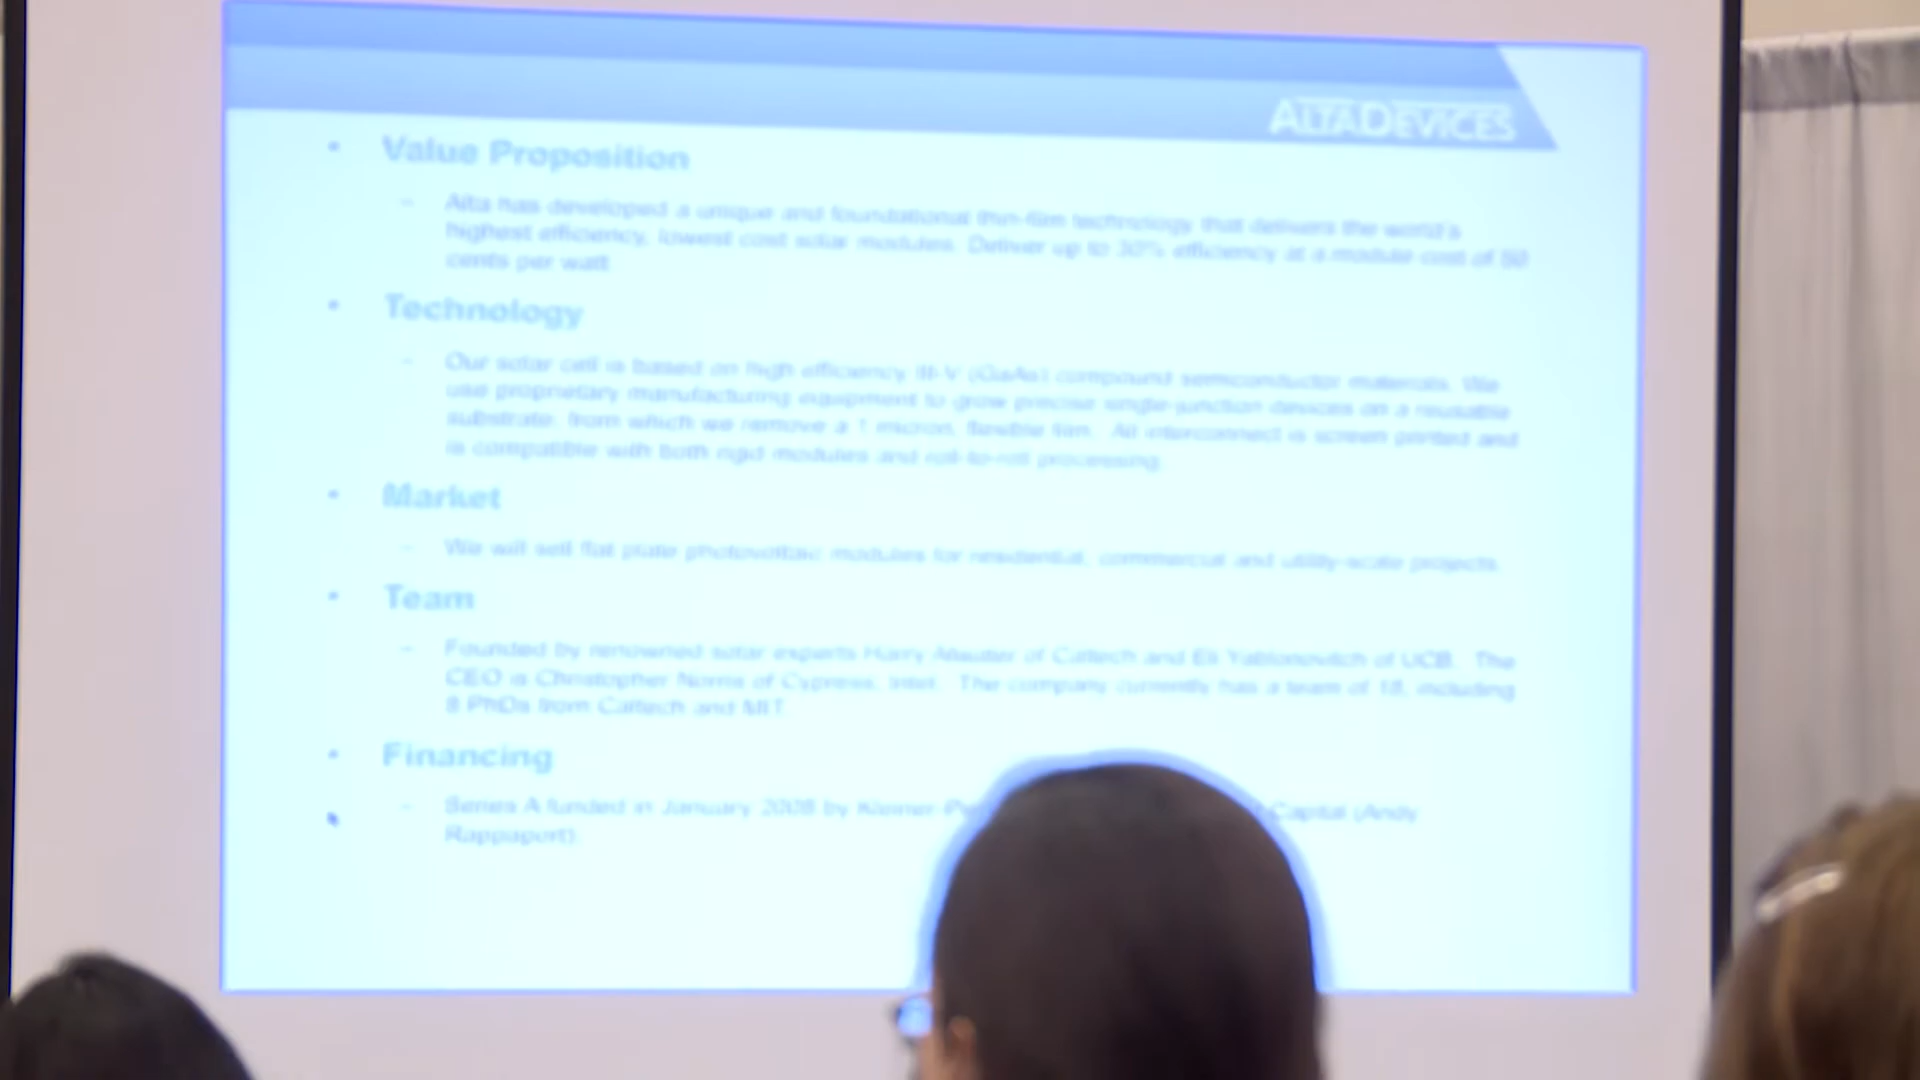 ALTADEVICES
• Value Proposition
– Alta has developed a unique and foundational thin-film technology that delivers the world's
highest efficiency, lowest cost solar modules. Deliver up to 30% efficiency at a module cost of 50
cents per watt
• Technology
– Our solar cell is based on high efficiency III-V (GaAs) compound semiconductor materials. We
use proprietary manufacturing equipment to grow precise single-junction devices on a reusable
substrate, from which we remove a 1 micron, flexible film. All interconnect is screen printed and
is compatible with both rigid modules and roll-to-roll processing.
• Market
– We will sell flat plate photovoltaic modules for residential, commercial and utility-scale projects.
• Team
– Founded by renowned solar experts Harry Atwater of Caltech and Eli Yablonovitch of UCB. The
CEO is Christopher Norris of Cypress, Intel. The company currently has a team of 18, including
8 PhDs from Caltech and MIT
• Financing
• – Series A funded in January 2008 by Kleiner Capital (Andy
Rappaport).